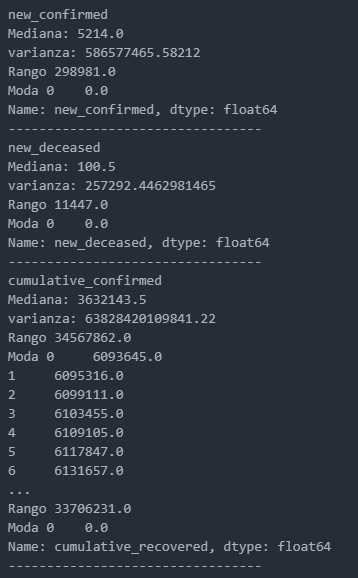 new_confirmed
Mediana: 5214.0
varianza: 586577465.58212
Rango 298981.0
Moda 0    0.0
Name: new_confirmed, dtype: float64
---------------------------------
new_deceased
Mediana: 100.5
varianza: 257292.4462981465
Rango 11447.0
Moda 0    0.0
Name: new_deceased, dtype: float64
---------------------------------
cumulative_confirmed
Mediana: 3632143.5
varianza: 63828420109841.22
Rango 34567862.0
Moda 0     6093645.0
1     6095316.0
2     6099111.0
3     6103455.0
4     6109105.0
5     6117847.0
6     6131657.0
...
Rango 33706231.0
Moda 0    0.0
Name: cumulative_recovered, dtype: float64
---------------------------------